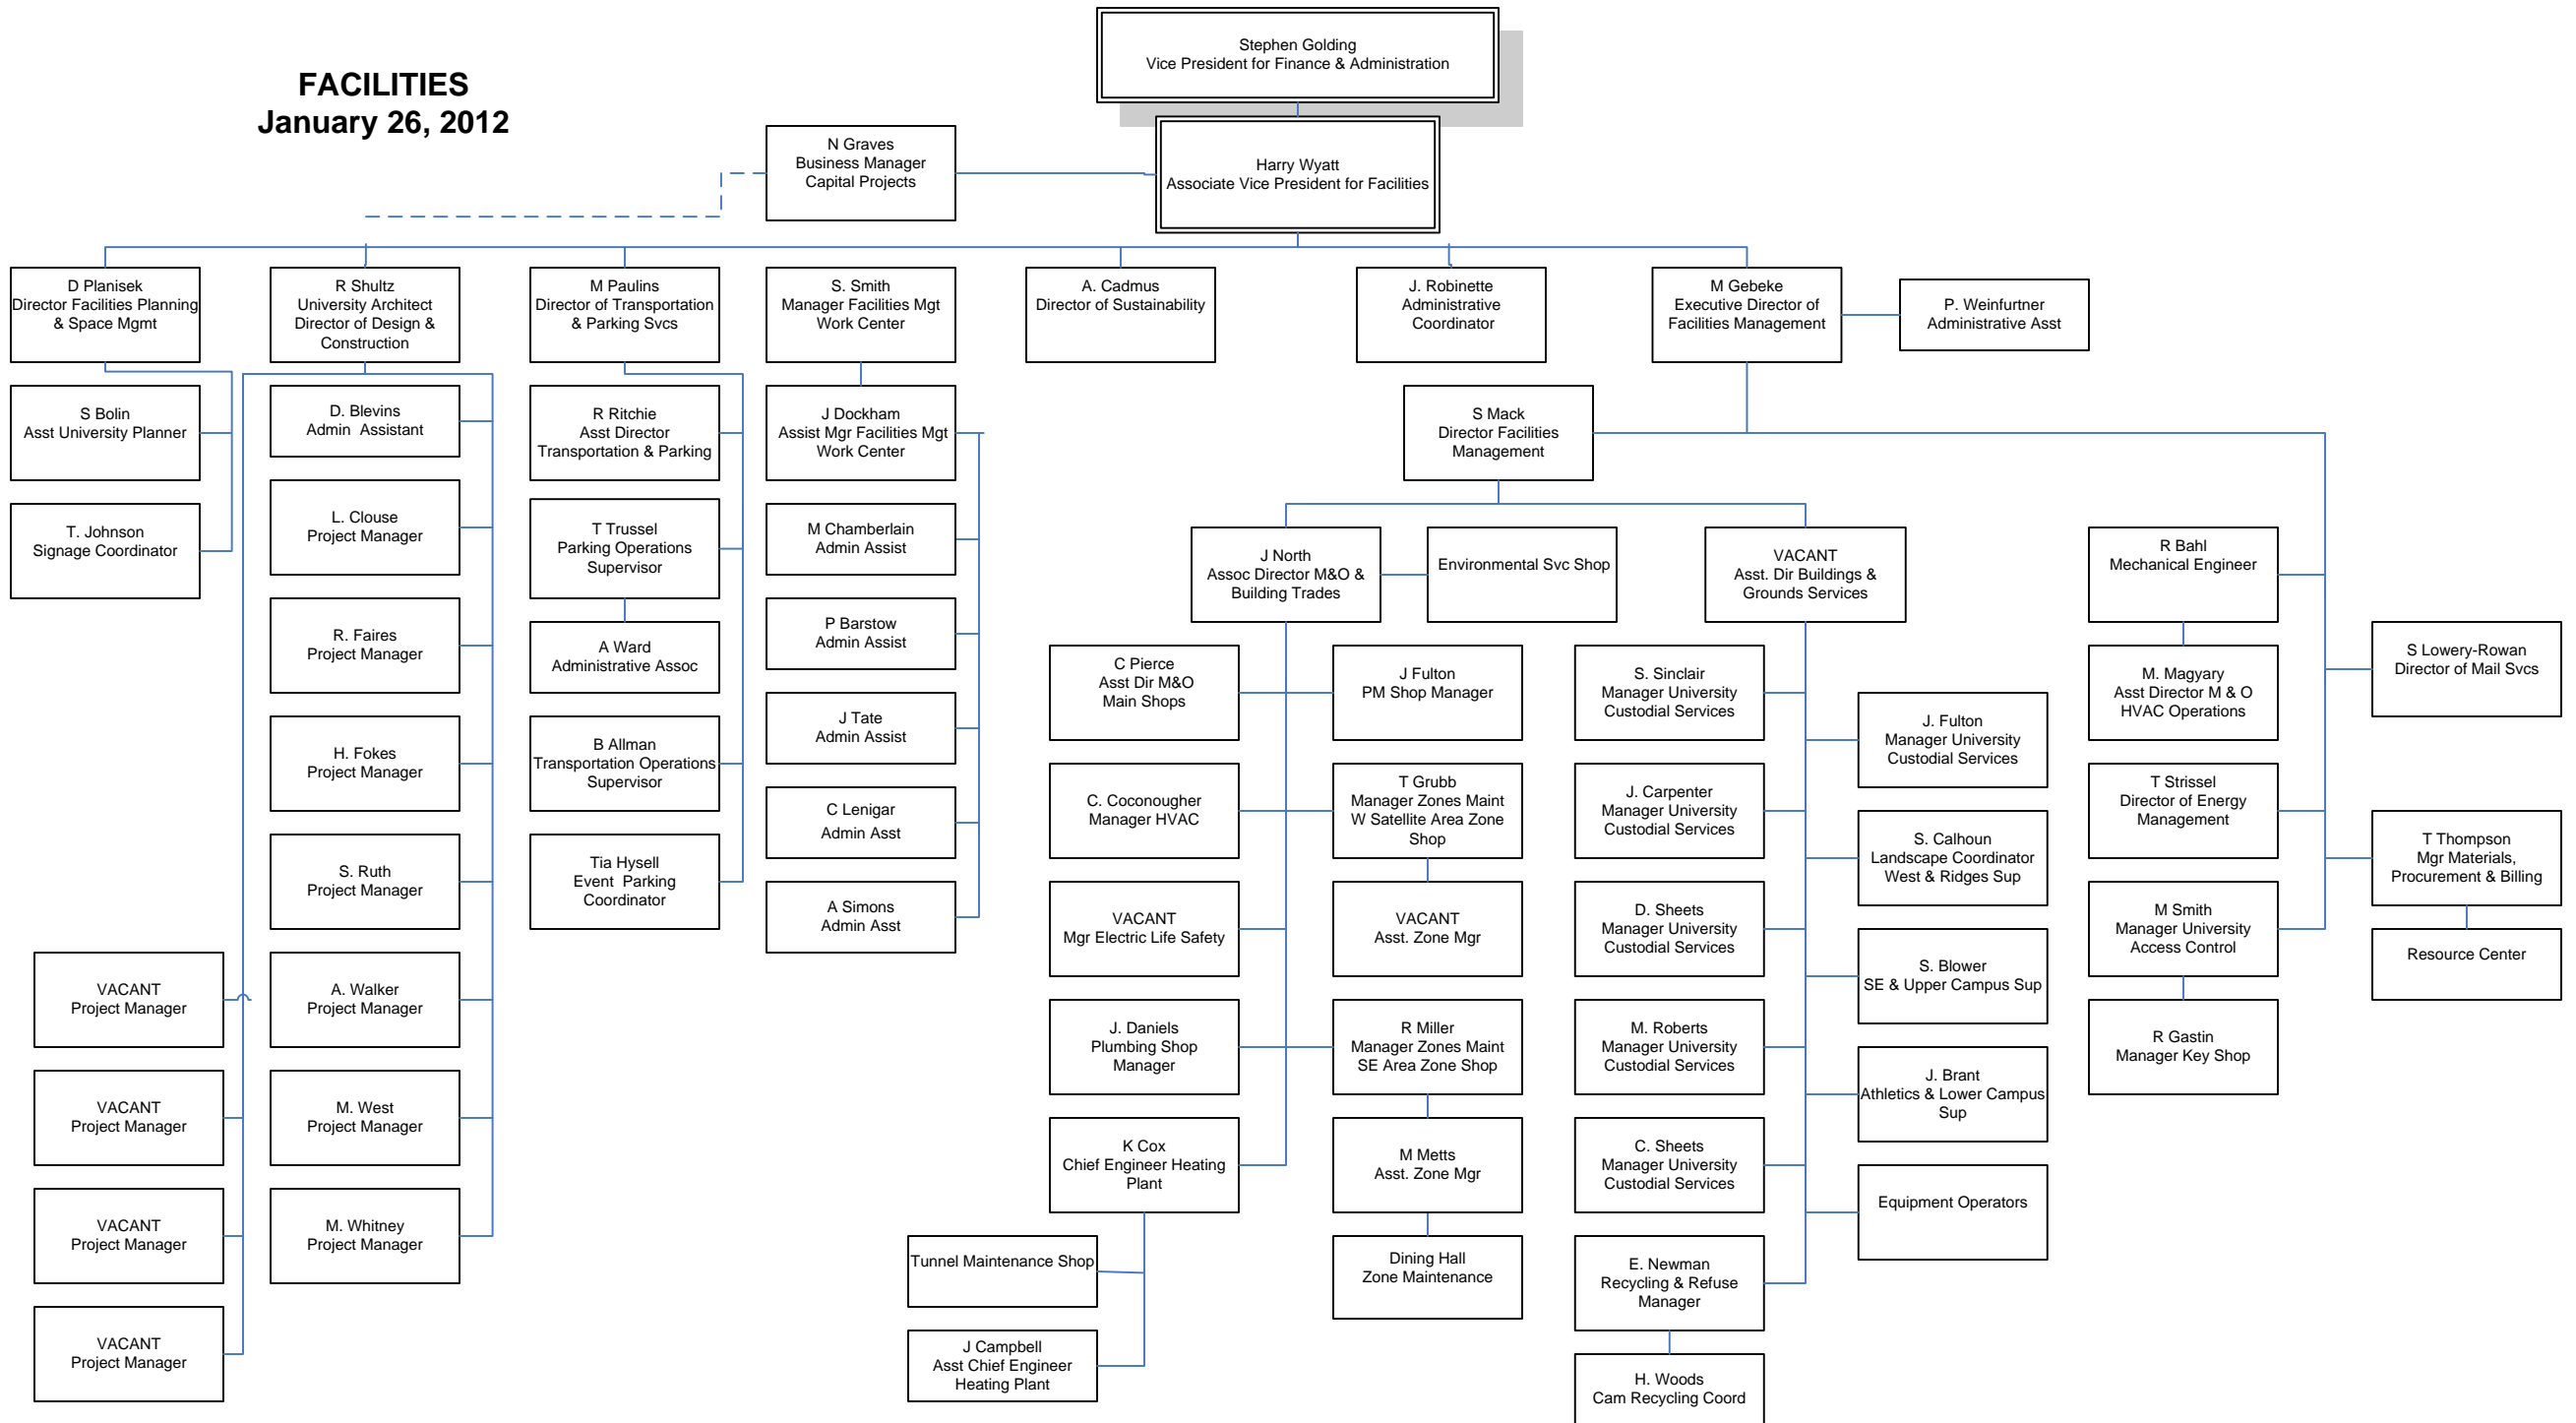 FACILITIES
January 26, 2012
Stephen Golding
Vice President for Finance & Administration
N Graves
Business Manager
Capital Projects
Harry Wyatt
Associate Vice President for Facilities
D Planisek
Director Facilities Planning
& Space Mgmt
R Shultz
University Architect
Director of Design &
Construction
M Paulins
Director of Transportation
& Parking Svcs
S. Smith
Manager Facilities Mgt
Work Center
A. Cadmus
Director of Sustainability
J. Robinette
Administrative
Coordinator
M Gebeke
Executive Director of
Facilities Management
P. Weinfurtner
Administrative Asst
S Bolin
Asst University Planner
T. Johnson
Signage Coordinator
D. Blevins
Admin  Assistant
L. Clouse
Project Manager
R. Faires
Project Manager
H. Fokes
Project Manager
S. Ruth
Project Manager
A. Walker
Project Manager
M. West
Project Manager
M. Whitney
Project Manager
VACANT
Project Manager
VACANT
Project Manager
VACANT
Project Manager
VACANT
Project Manager
R Ritchie
Asst Director
Transportation & Parking
T Trussel
Parking Operations
Supervisor
A Ward
Administrative Assoc
B Allman
Transportation Operations
Supervisor
Tia Hysell
Event  Parking
Coordinator
J Dockham
Assist Mgr Facilities Mgt
Work Center
M Chamberlain
Admin Assist
P Barstow
Admin Assist
J Tate
Admin Assist
C Lenigar
Admin Asst
A Simons
Admin Asst
S Mack
Director Facilities
Management
J North
Assoc Director M&O &
Building Trades
Environmental Svc Shop
VACANT
Asst. Dir Buildings &
Grounds Services
C Pierce
Asst Dir M&O
Main Shops
J Fulton
PM Shop Manager
C. Coconougher
Manager HVAC
T Grubb
Manager Zones Maint
W Satellite Area Zone
Shop
VACANT
Mgr Electric Life Safety
VACANT
Asst. Zone Mgr
J. Daniels
Plumbing Shop
Manager
R Miller
Manager Zones Maint
SE Area Zone Shop
K Cox
Chief Engineer Heating
Plant
M Metts
Asst. Zone Mgr
Tunnel Maintenance Shop
Dining Hall
Zone Maintenance
J Campbell
Asst Chief Engineer
Heating Plant
S. Sinclair
Manager University
Custodial Services
J. Fulton
Manager University
Custodial Services
J. Carpenter
Manager University
Custodial Services
S. Calhoun
Landscape Coordinator
West & Ridges Sup
D. Sheets
Manager University
Custodial Services
S. Blower
SE & Upper Campus Sup
M. Roberts
Manager University
Custodial Services
J. Brant
Athletics & Lower Campus
Sup
C. Sheets
Manager University
Custodial Services
Equipment Operators
E. Newman
Recycling & Refuse
Manager
H. Woods
Cam Recycling Coord
R Bahl
Mechanical Engineer
M. Magyary
Asst Director M & O
HVAC Operations
T Strissel
Director of Energy
Management
M Smith
Manager University
Access Control
R Gastin
Manager Key Shop
S Lowery-Rowan
Director of Mail Svcs
T Thompson
Mgr Materials,
Procurement & Billing
Resource Center